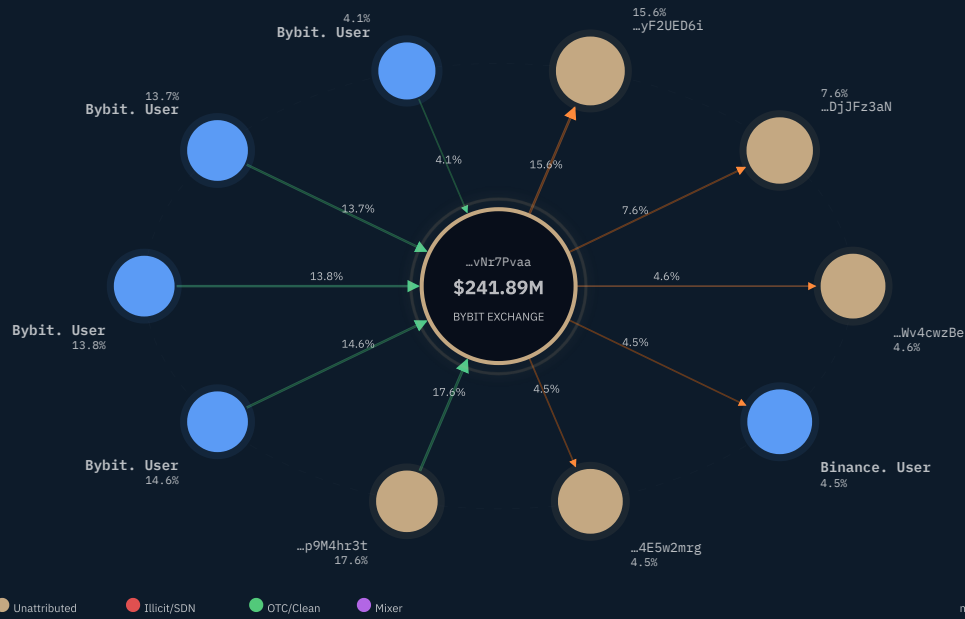 4.1%
Bybit. User
15.6%
…yF2UED6i
13.7%
Bybit. User
7.6%
…DjJFz3aN
4.1%
15.6%
13.7%
7.6%
…vNr7Pvaa
$241.89M
BYBIT EXCHANGE
13.8%
4.6%
Bybit. User
13.8%
…Wv4cwzBe
4.6%
14.6%
4.5%
17.6%
4.5%
Bybit. User
14.6%
Binance. User
4.5%
…p9M4hr3t
17.6%
…4E5w2mrg
4.5%
Unattributed
Illicit/SDN
OTC/Clean
Mixer